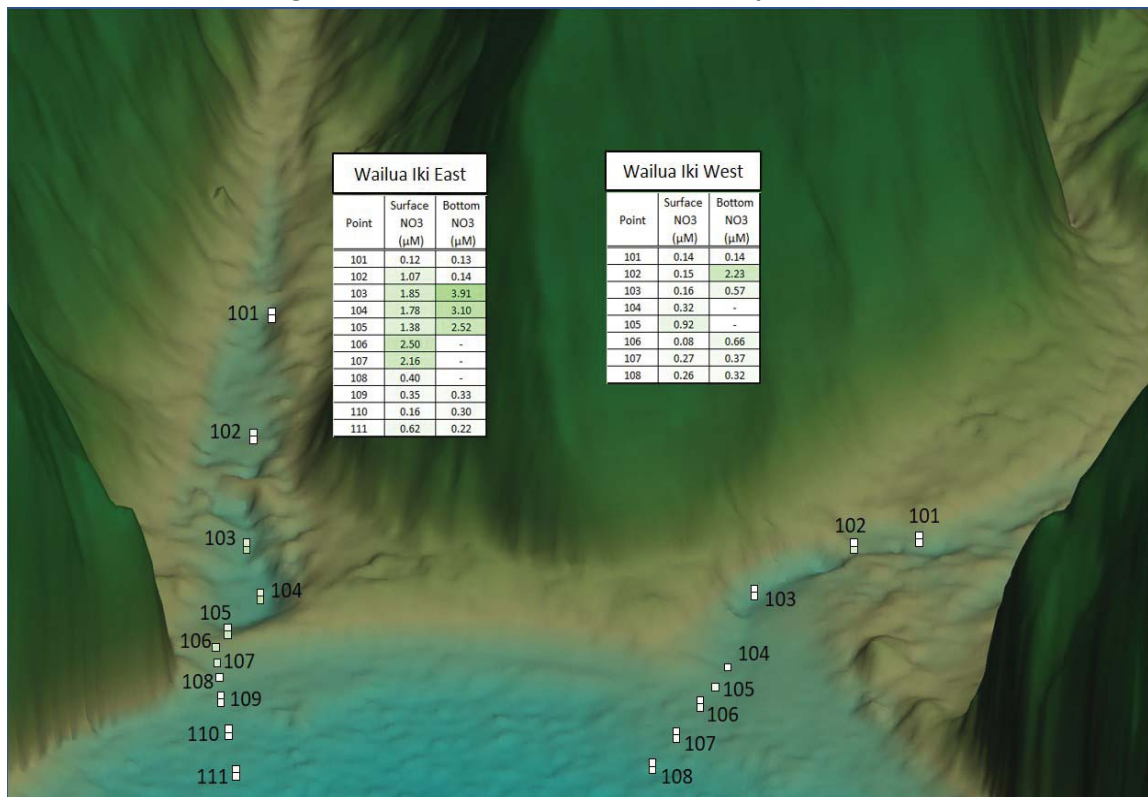 Wailua Iki East
Point Surface NO3 (µM) Bottom NO3 (µM)
101 0.12 0.13
102 1.07 0.14
103 1.85 3.91
104 1.78 3.10
105 1.38 2.52
106 2.50 -
107 2.16 -
108 0.40 -
109 0.35 0.33
110 0.16 0.30
111 0.62 0.22
Wailua Iki West
Point Surface NO3 (µM) Bottom NO3 (µM)
101 0.14 0.14
102 0.15 2.23
103 0.16 0.57
104 0.32 -
105 0.92 -
106 0.08 0.66
107 0.27 0.37
108 0.26 0.32
101
102
103
104
105
106
107
108
109
110
111
101
102
103
104
105
106
107
108